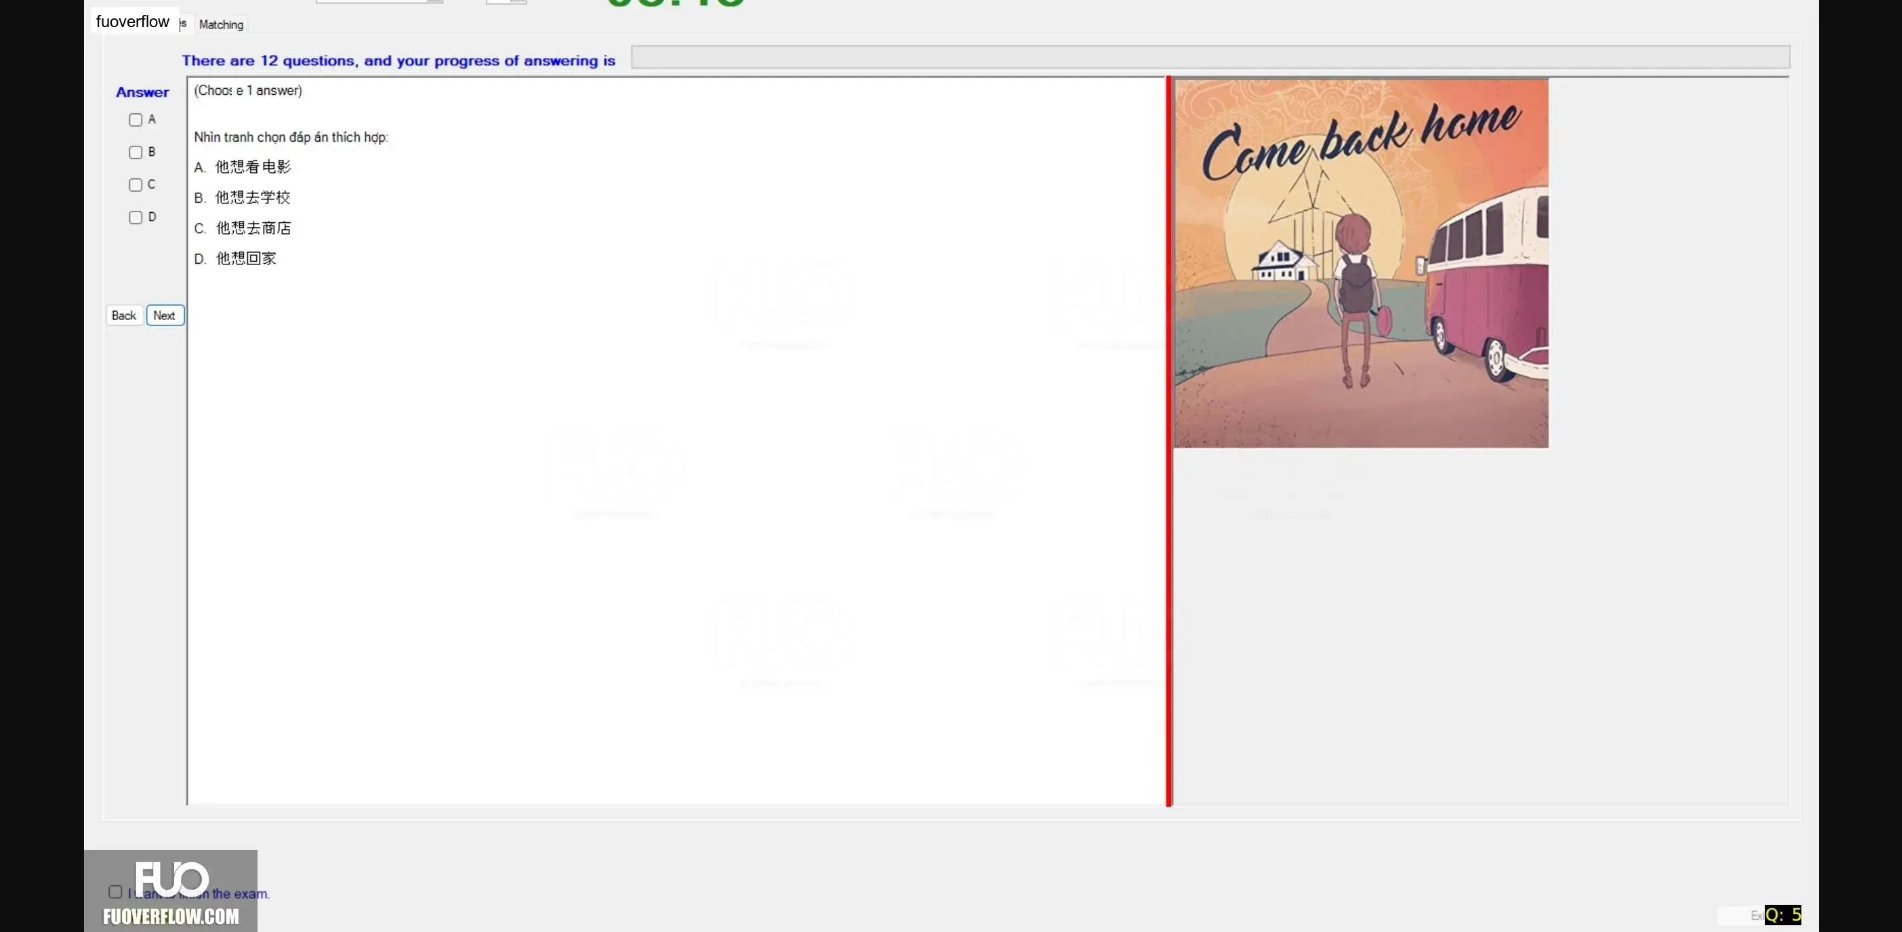 fuoverflow
Matching
There are 12 questions, and your progress of answering is
Answer
(Choose 1 answer)
A
B
C
D
Nhìn tranh chọn đáp án thích hợp:
A. 他想看电影
B. 他想去学校
C. 他想去商店
D. 他想回家
Back
Next
Come back home
FUO
the exam.
FUOVERFLOW.COM
Q: 5